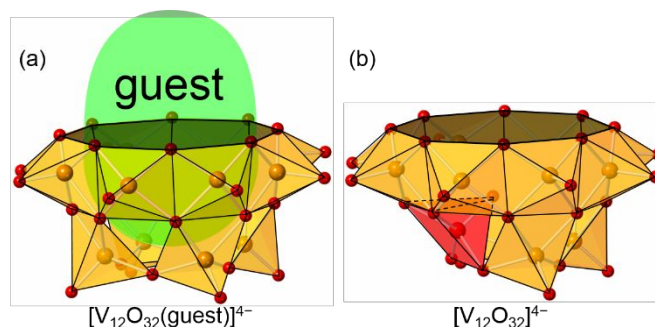 (a)
guest
(b)
[V₁₂O₃₂(guest)]⁴⁻
[V₁₂O₃₂]⁴⁻